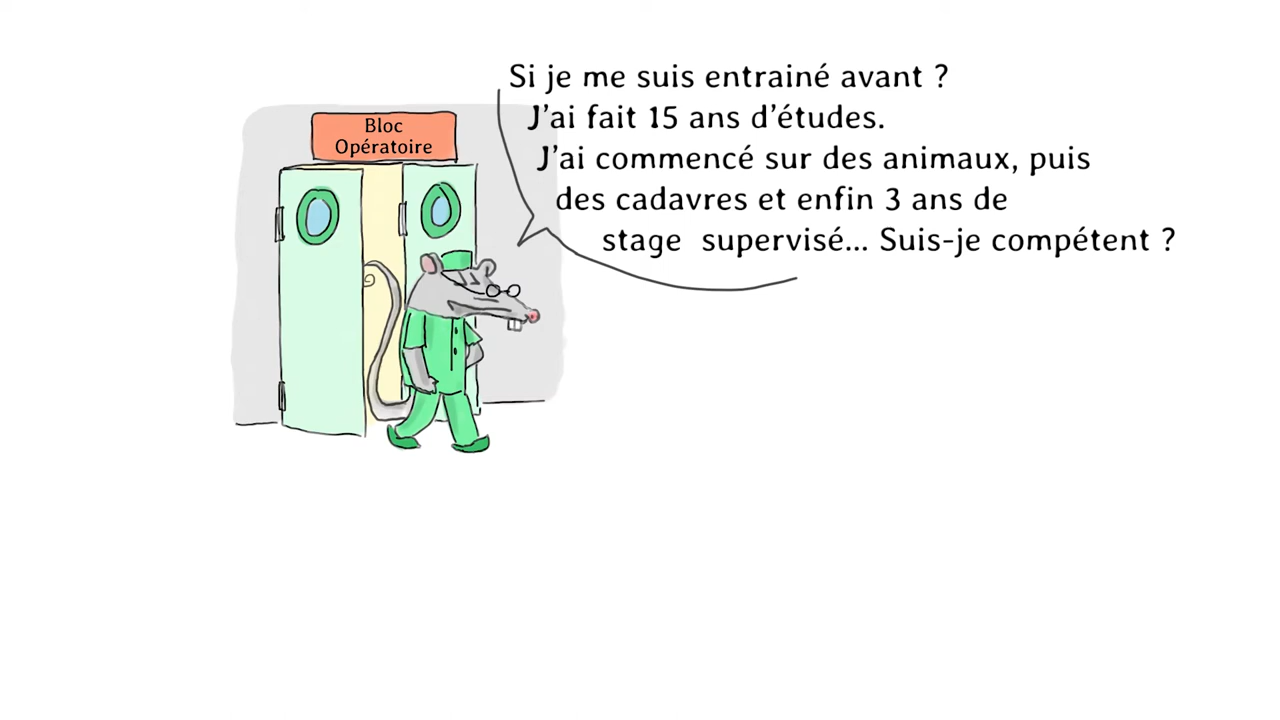 Bloc
Opératoire
Si je me suis entrainé avant ?
J'ai fait 15 ans d'études.
J'ai commencé sur des animaux, puis
des cadavres et enfin 3 ans de
stage supervisé... Suis-je compétent ?